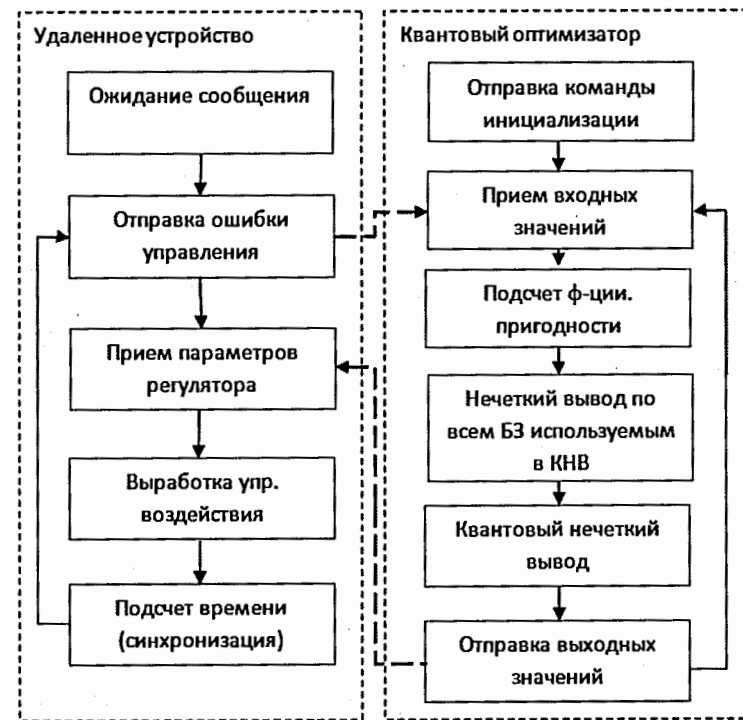 Удаленное устройство
Ожидание сообщения
Отправка ошибки
управления
Прием параметров
регулятора
Выработка упр.
воздействия
Подсчет времени
(синхронизация)
Квантовый оптимизатор
Отправка команды
инициализации
Прием входных
значений
Подсчет ф-ции.
пригодности
Нечеткий вывод по
всем БЗ используемым
в КНВ
Квантовый нечеткий
вывод
Отправка выходных
значений